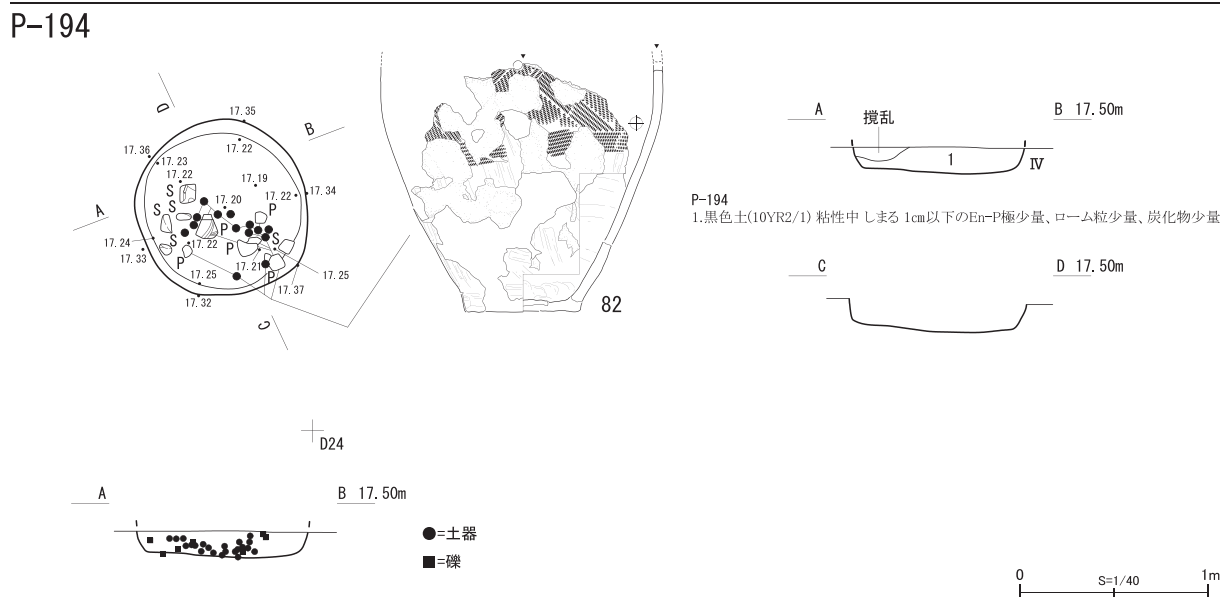 P-194
D
17.35
B
17.36
17.23
17.22
17.22
17.19
17.22
17.34
S
17.20
P
A
S
S
P
S
17.24
S
17.22
P
17.33
P
17.21
17.25
17.25
P
17.37
17.32
C
82
A
B 17.50m
撹乱
1
Ⅳ
P-194
1.黒色土(10YR2/1) 粘性中 しまる 1cm以下のEn-P極少量、ローム粒少量、炭化物少量
C
D 17.50m
D24
A
B 17.50m
●=土器
■=礫
0
S=1/40
1m